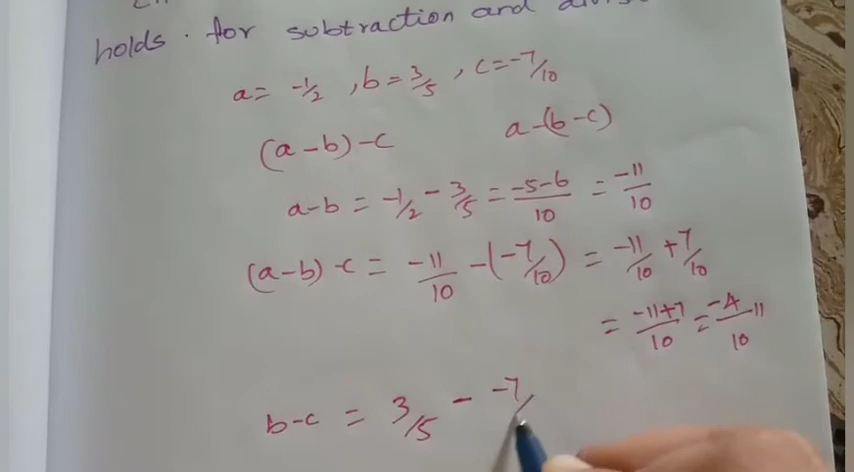 holds. for subtraction and
a = -1/2, b = 3/5, c = -7/10
(a-b)-c a-(b-c)
a-b = -1/2 - 3/5 = -5-6/10 = -11/10
(a-b)-c = -11/10 - (-7/10) = -11/10 + 7/10
= -11+7/10 = -4/10 "
b-c = 3/5 - -7/